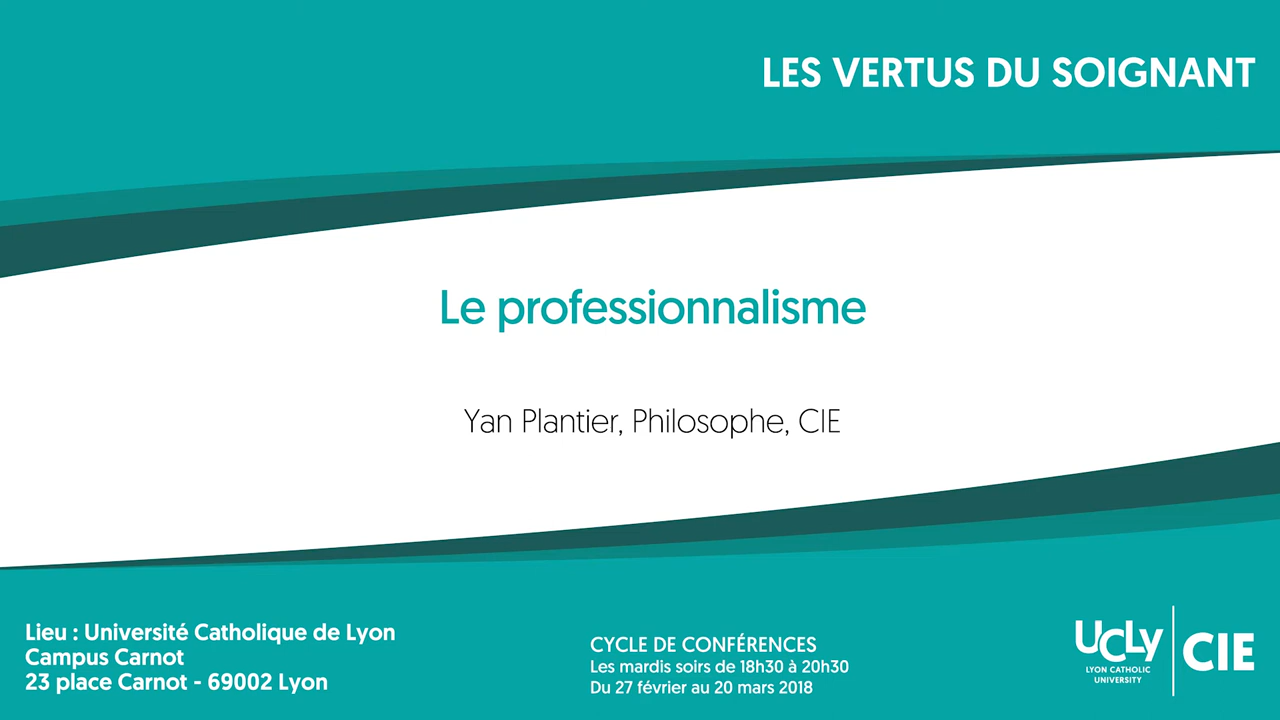 LES VERTUS DU SOIGNANT
Le professionnalisme
Yan Plantier, Philosophe, CIE
Lieu : Université Catholique de Lyon
Campus Carnot
23 place Carnot - 69002 Lyon
CYCLE DE CONFÉRENCES
Les mardis soirs de 18h30 à 20h30
Du 27 février au 20 mars 2018
UCLy
LYON CATHOLIC
UNIVERSITY
CIE